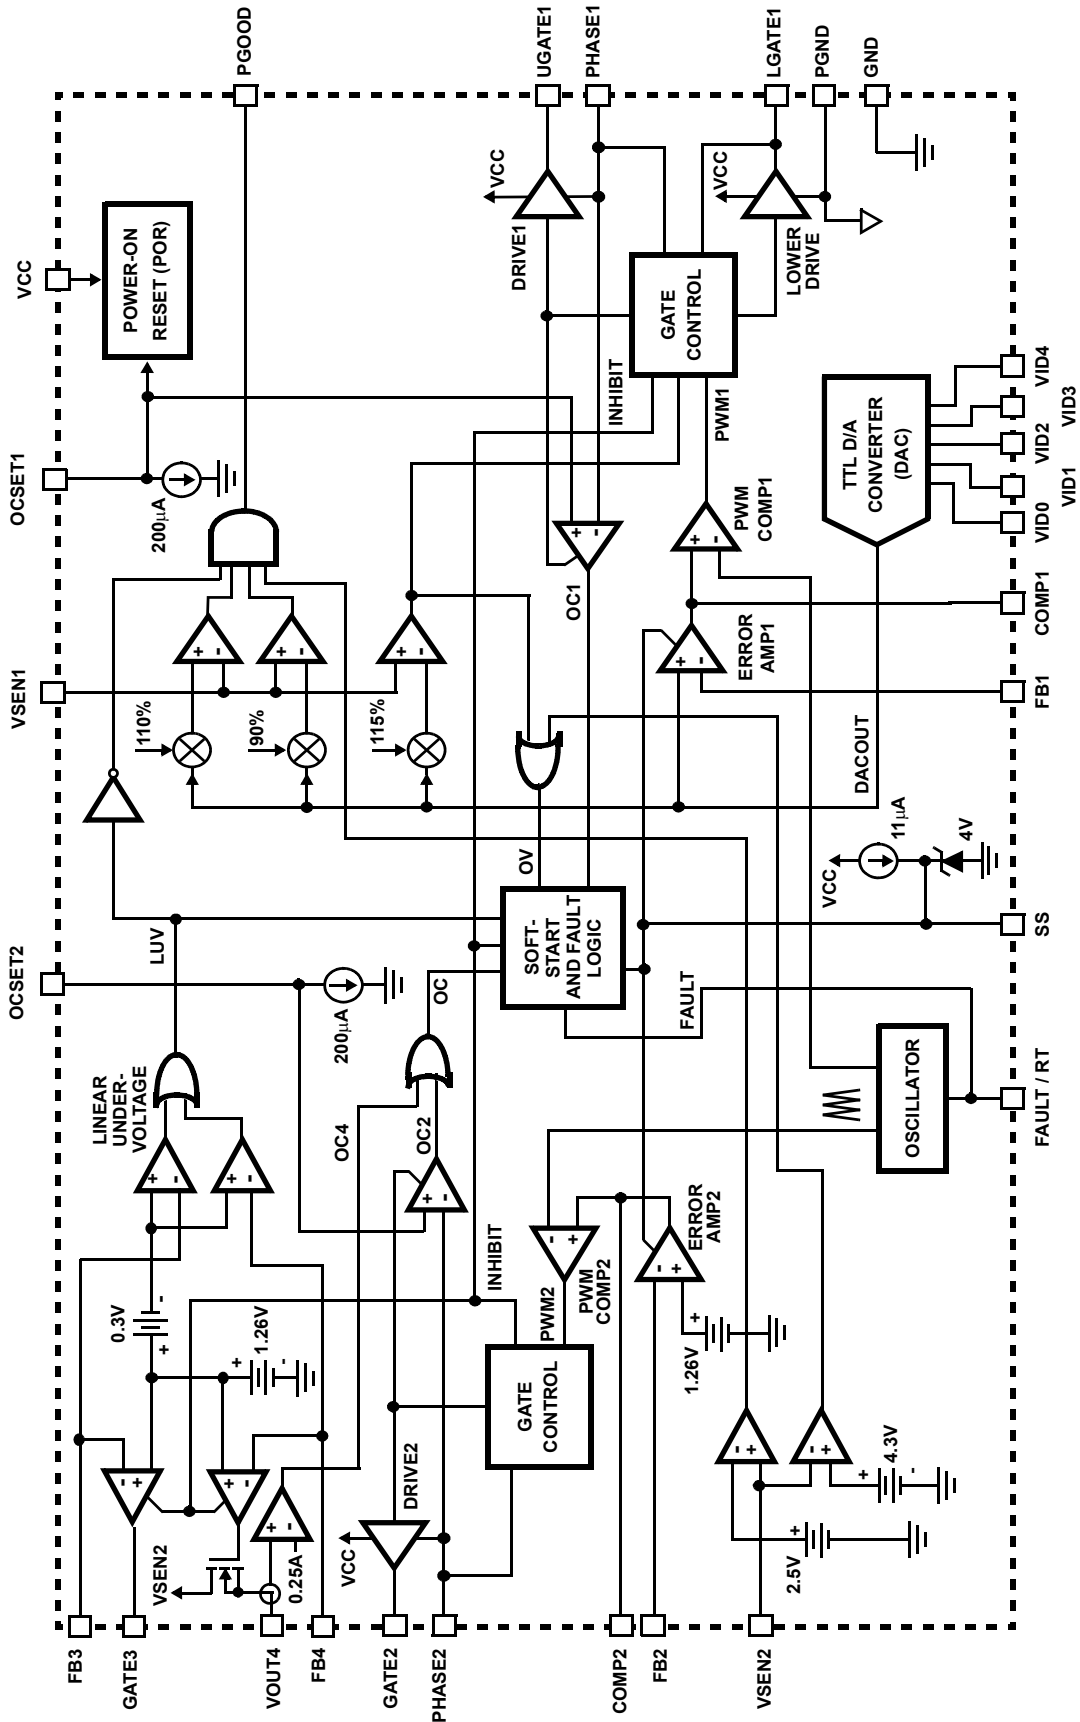 VSEN1
OCSET1
VCC
OCSET2
PGOOD
UGATE1
PHASE1
LGATE1
PGND
GND
POWER-ON
RESET (POR)
200µA
110%
90%
115%
+
-
+
-
+
-
LUV
LINEAR
UNDER-
VOLTAGE
+
-
+
-
0.3V
+
-
1.26V
+
-
-
+
+
-
VSEN2
0.25A
+
-
OC4
OC2
OC
200µA
+
-
INHIBIT
DRIVE2
VCC
GATE
CONTROL
PWM2
PWM
COMP2
-
+
ERROR
AMP2
-
+
1.26V
+
-
+
-
+
2.5V
+
4.3V
+
-
SOFT-
START
AND FAULT
LOGIC
OV
OC1
+
-
FAULT
OSCILLATOR
VCC
11µA
4V
DACOUT
ERROR
AMP1
+
-
PWM
COMP1
+
-
PWM1
INHIBIT
GATE
CONTROL
DRIVE1
VCC
LOWER
DRIVE
VCC
TTL D/A
CONVERTER
(DAC)
FB3
GATE3
VOUT4
FB4
GATE2
PHASE2
COMP2
FB2
VSEN2
FAULT / RT
SS
FB1
COMP1
VID0
VID1
VID2
VID3
VID4